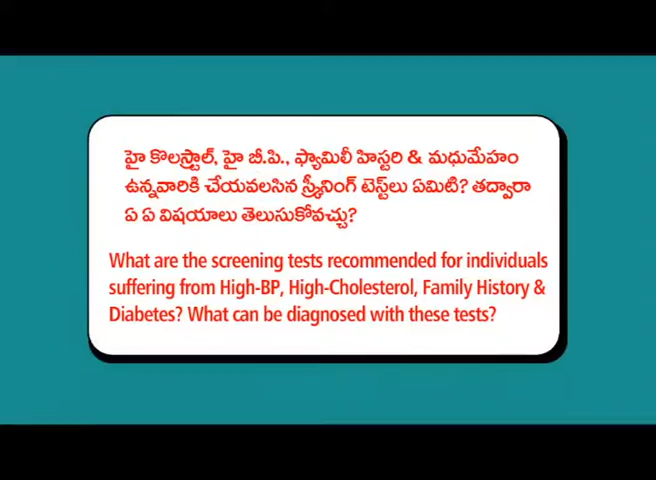 హై కొలస్ట్రాల్, హై బీ.పి., ఫ్యామిలీ హిస్టరి & మధుమేహం
ఉన్నవారికి చేయవలసిన స్క్రీనింగ్ టెస్ట్‌లు ఏమిటి? తద్వారా
ఏ ఏ విషయాలు తెలుసుకోవచ్చు?
What are the screening tests recommended for individuals
suffering from High-BP, High-Cholesterol, Family History &
Diabetes? What can be diagnosed with these tests?